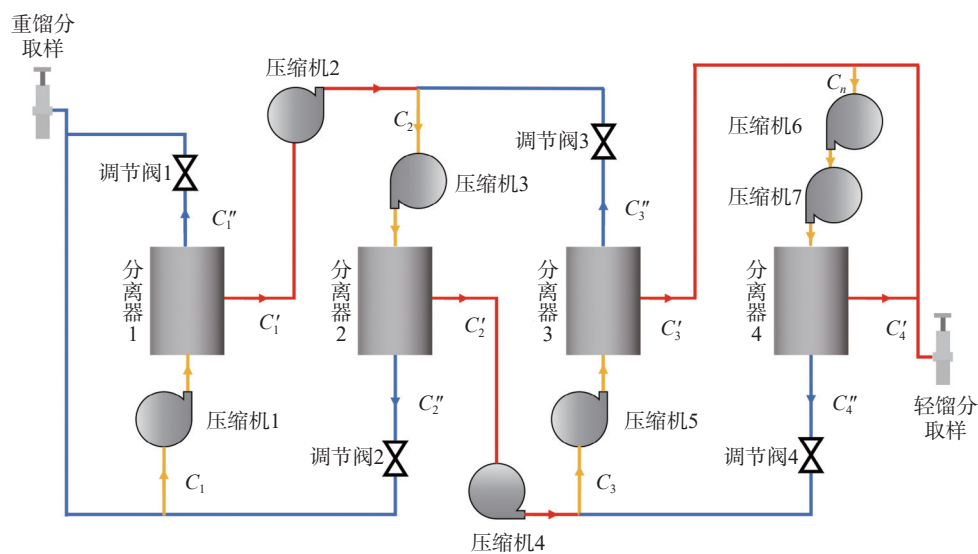 重馏分
取样
压缩机2
C₂
调节阀3
Cₙ
压缩机6
调节阀1
压缩机3
压缩机7
C₁″
C₃″
分离器1
C₁′
分离器2
C₂′
分离器3
C₃′
分离器4
C₄′
压缩机1
C₂″
压缩机5
C₄″
轻馏分
取样
C₁
调节阀2
C₃
调节阀4
压缩机4